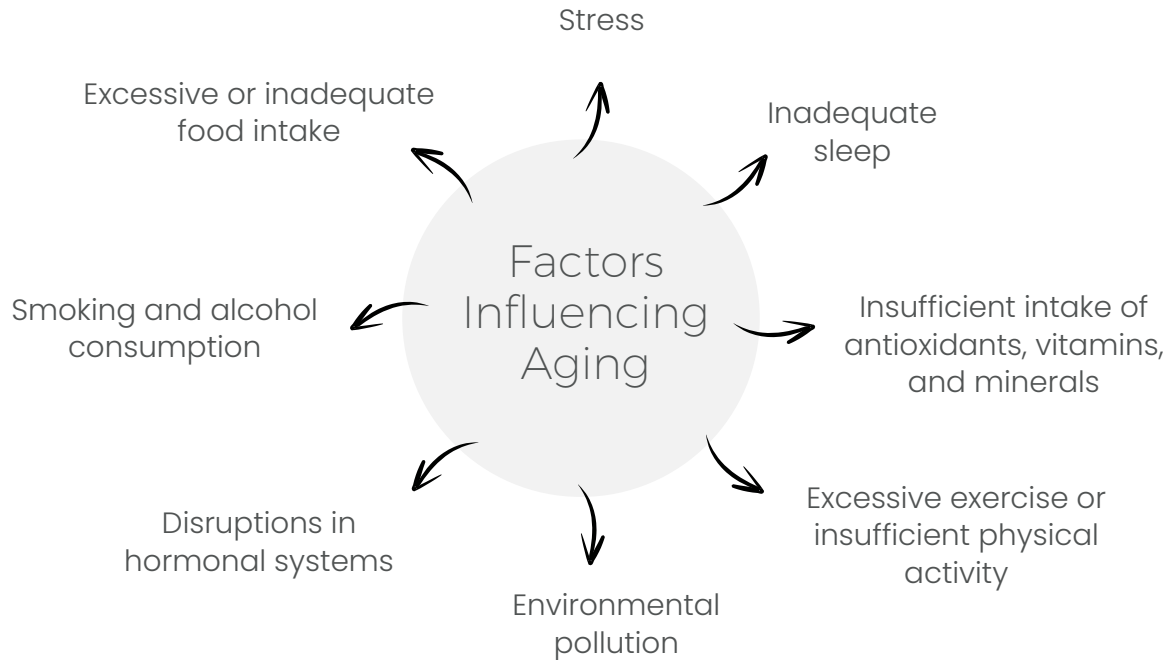 Stress
Excessive or inadequate
food intake
Inadequate
sleep
Factors
Influencing
Aging
Smoking and alcohol
consumption
Insufficient intake of
antioxidants, vitamins,
and minerals
Disruptions in
hormonal systems
Excessive exercise or
insufficient physical
activity
Environmental
pollution